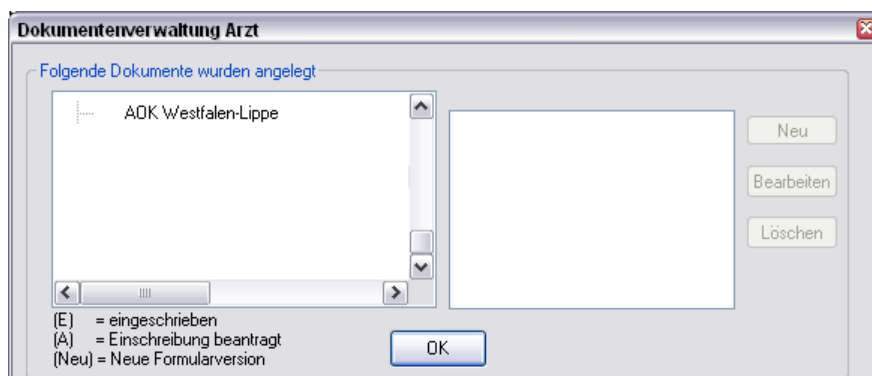 Dokumentenverwaltung Arzt
Folgende Dokumente wurden angelegt
AOK Westfalen-Lippe
Neu
Bearbeiten
Löschen
(E) = eingeschrieben
(A) = Einschreibung beantragt
(Neu) = Neue Formularversion
OK